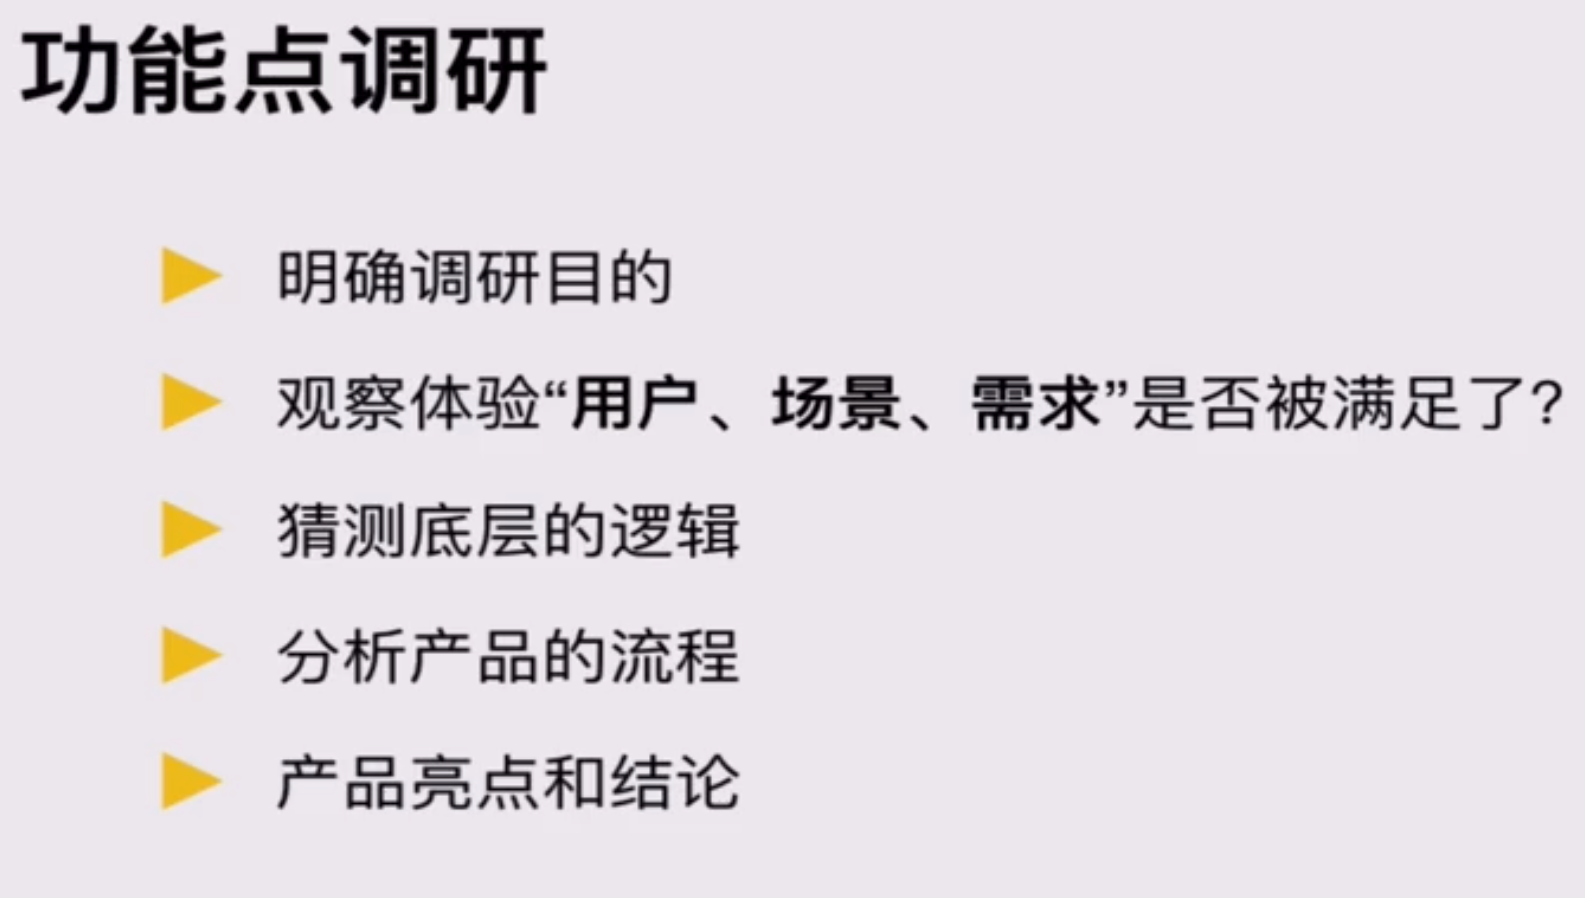 功能点调研
明确调研目的
观察体验“用户、场景、需求”是否被满足了?
猜测底层的逻辑
分析产品的流程
产品亮点和结论